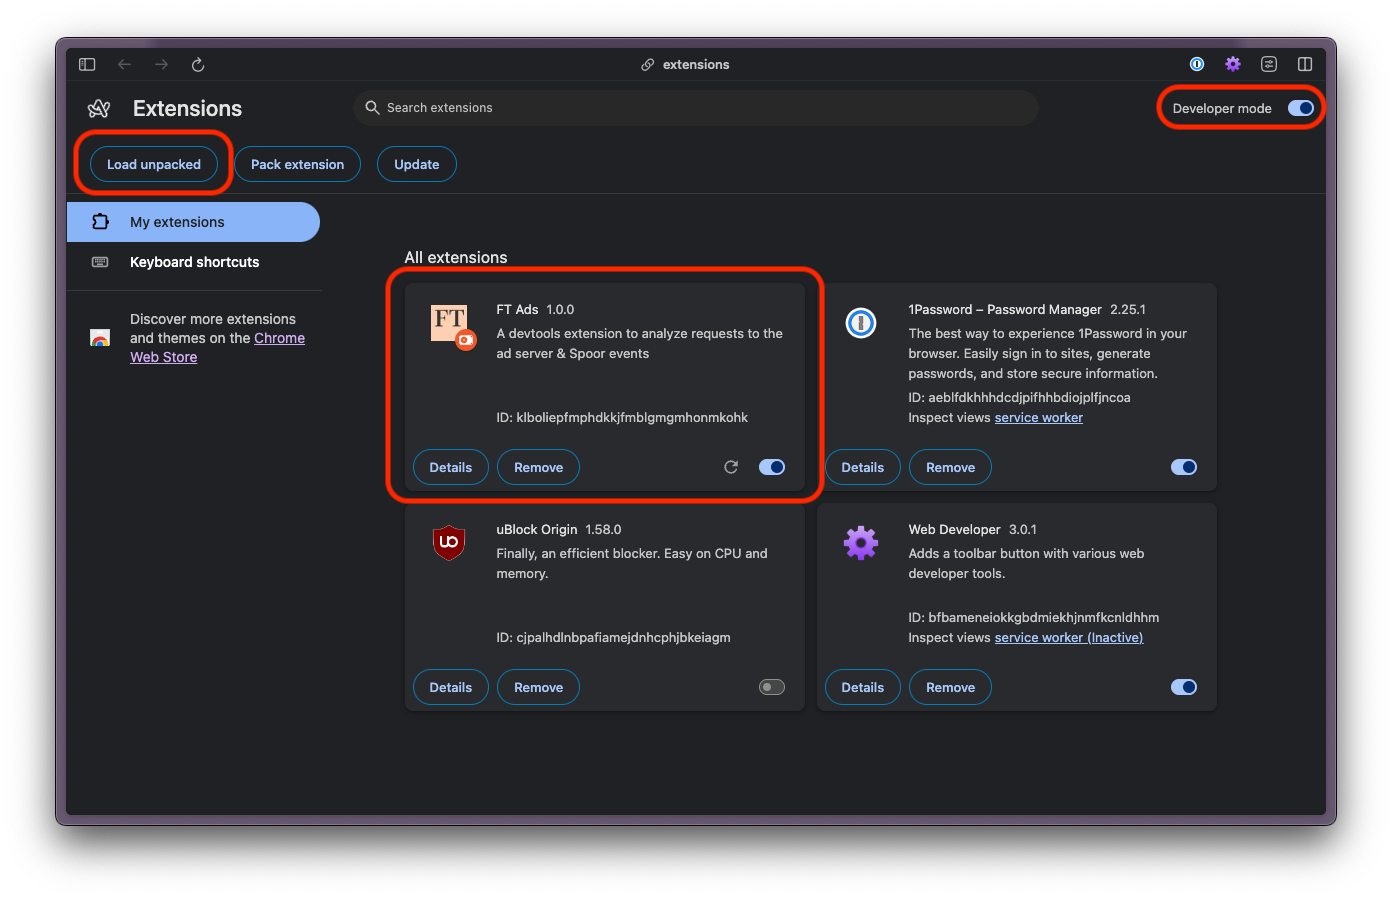 extensions
Extensions
Search extensions
Developer mode
Load unpacked
Pack extension
Update
My extensions
Keyboard shortcuts
Discover more extensions
and themes on the Chrome
Web Store
All extensions
FT
FT Ads 1.0.0
A devtools extension to analyze requests to the
ad server & Spoor events
ID: klboliepfmphdkkjfmblgmgmhonmkohk
Details
Remove
1Password – Password Manager 2.25.1
The best way to experience 1Password in your
browser. Easily sign in to sites, generate
passwords, and store secure information.
ID: aeblfdkhhhdcdjpifhhbdiojplfjncoa
Inspect views service worker
Details
Remove
uBlock Origin 1.58.0
Finally, an efficient blocker. Easy on CPU and
memory.
ID: cjpalhdlnbpafiamejdnhcphjbkeiagm
Details
Remove
Web Developer 3.0.1
Adds a toolbar button with various web
developer tools.
ID: bfbameneiokkgbdmiekhjnmfkcnldhhm
Inspect views service worker (Inactive)
Details
Remove